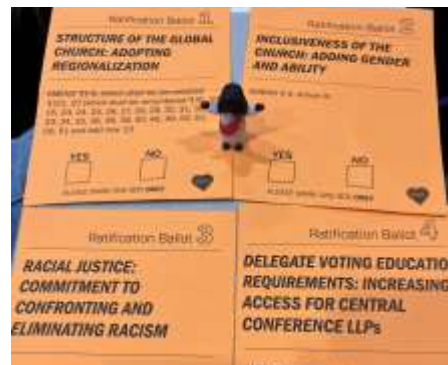 Ratification Ballot 1
STRUCTURE OF THE GLOBAL
CHURCH: ADOPTING
REGIONALIZATION
YES NO
Ratification Ballot 2
INCLUSIVENESS OF THE
CHURCH: ADDING GENDER
AND ABILITY
YES NO
Ratification Ballot 3
RACIAL JUSTICE:
COMMITMENT TO
CONFRONTING AND
ELIMINATING RACISM
Ratification Ballot 4
DELEGATE VOTING EDUCATIO
REQUIREMENTS: INCREASING
ACCESS FOR CENTRAL
CONFERENCE LLPs